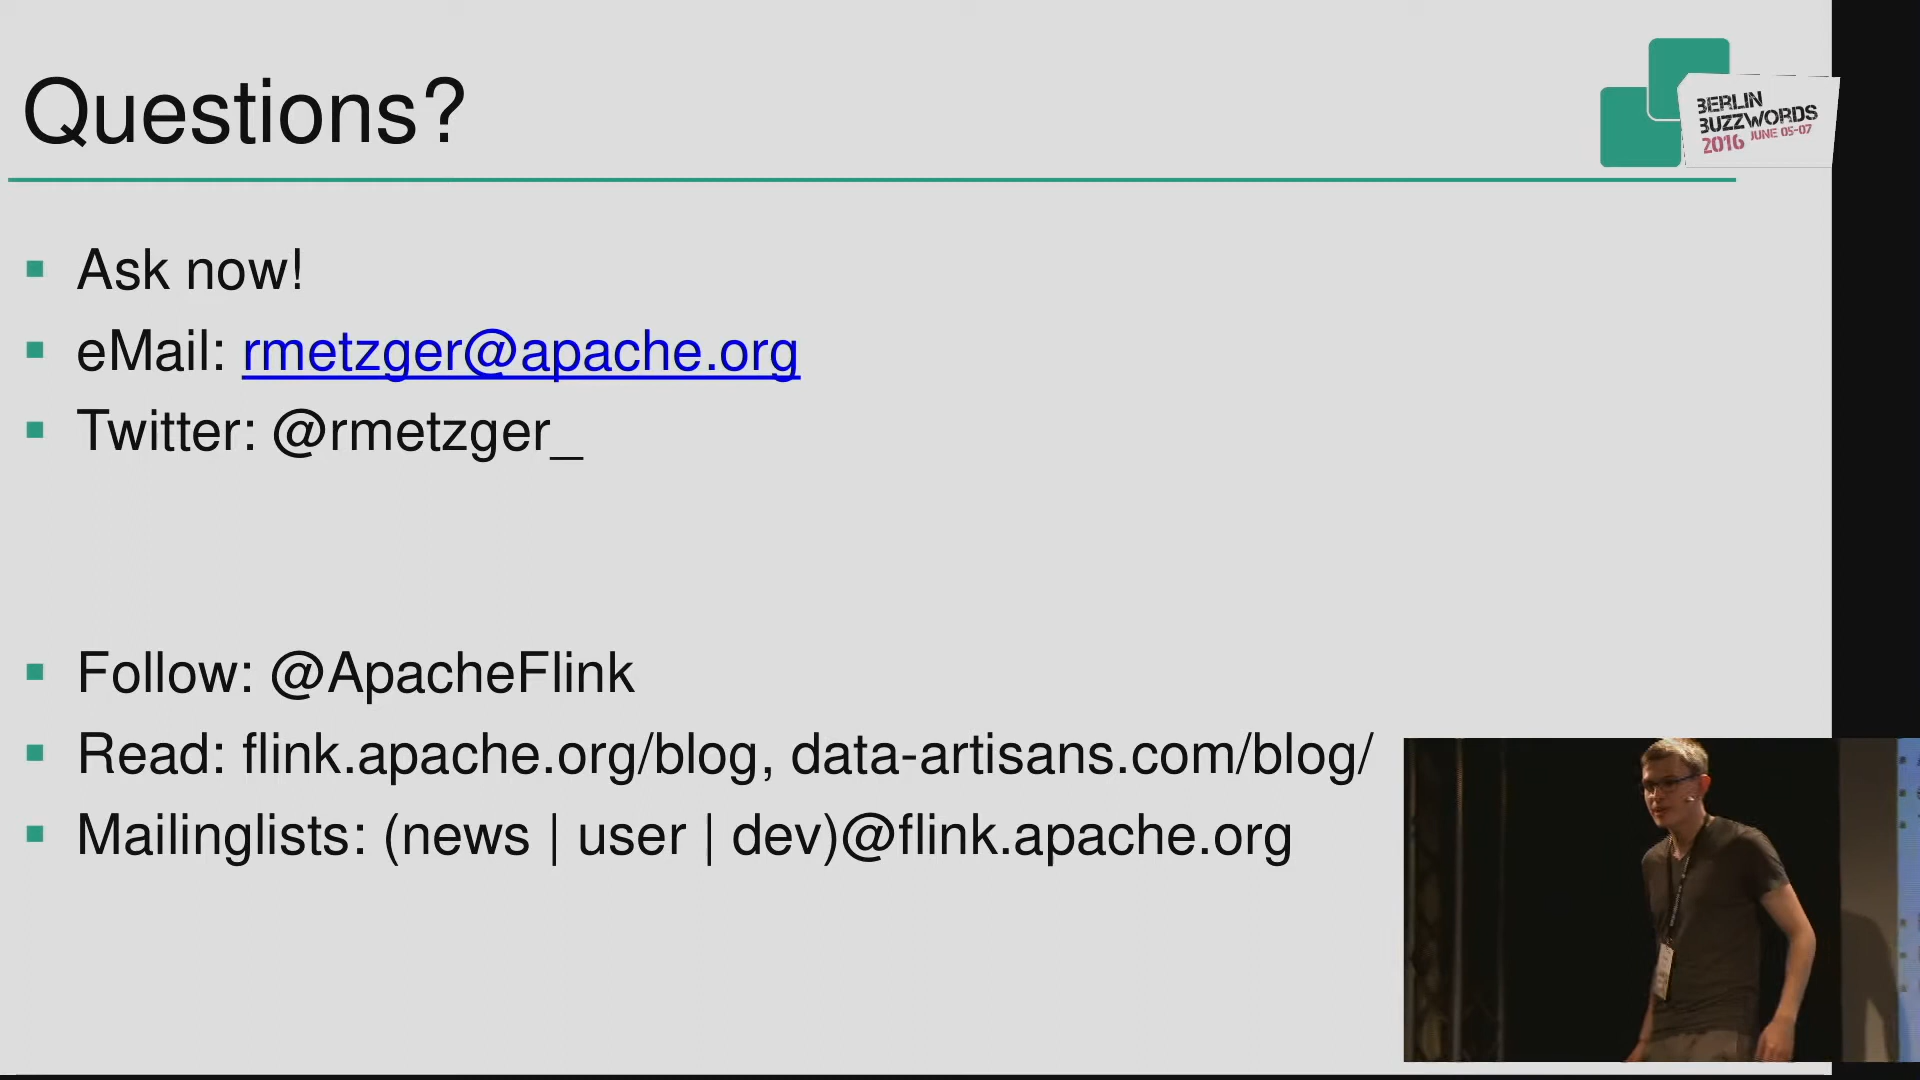 Questions?
BERLIN
BUZZWORDS
2016 JUNE 05-07
Ask now!
eMail: rmetzger@apache.org
Twitter: @rmetzger_
Follow: @ApacheFlink
Read: flink.apache.org/blog, data-artisans.com/blog/
Mailinglists: (news | user | dev)@flink.apache.org